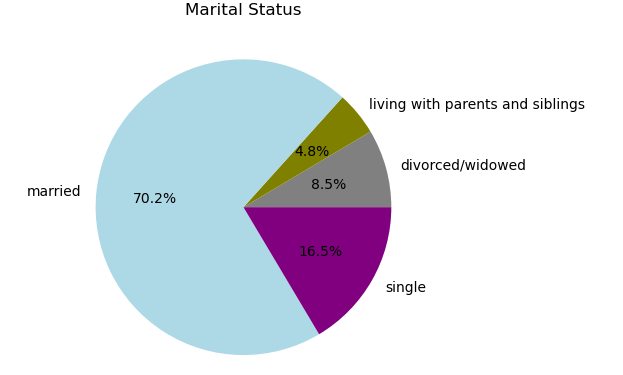 Marital Status
living with parents and siblings
4.8%
divorced/widowed
8.5%
married
70.2%
16.5%
single